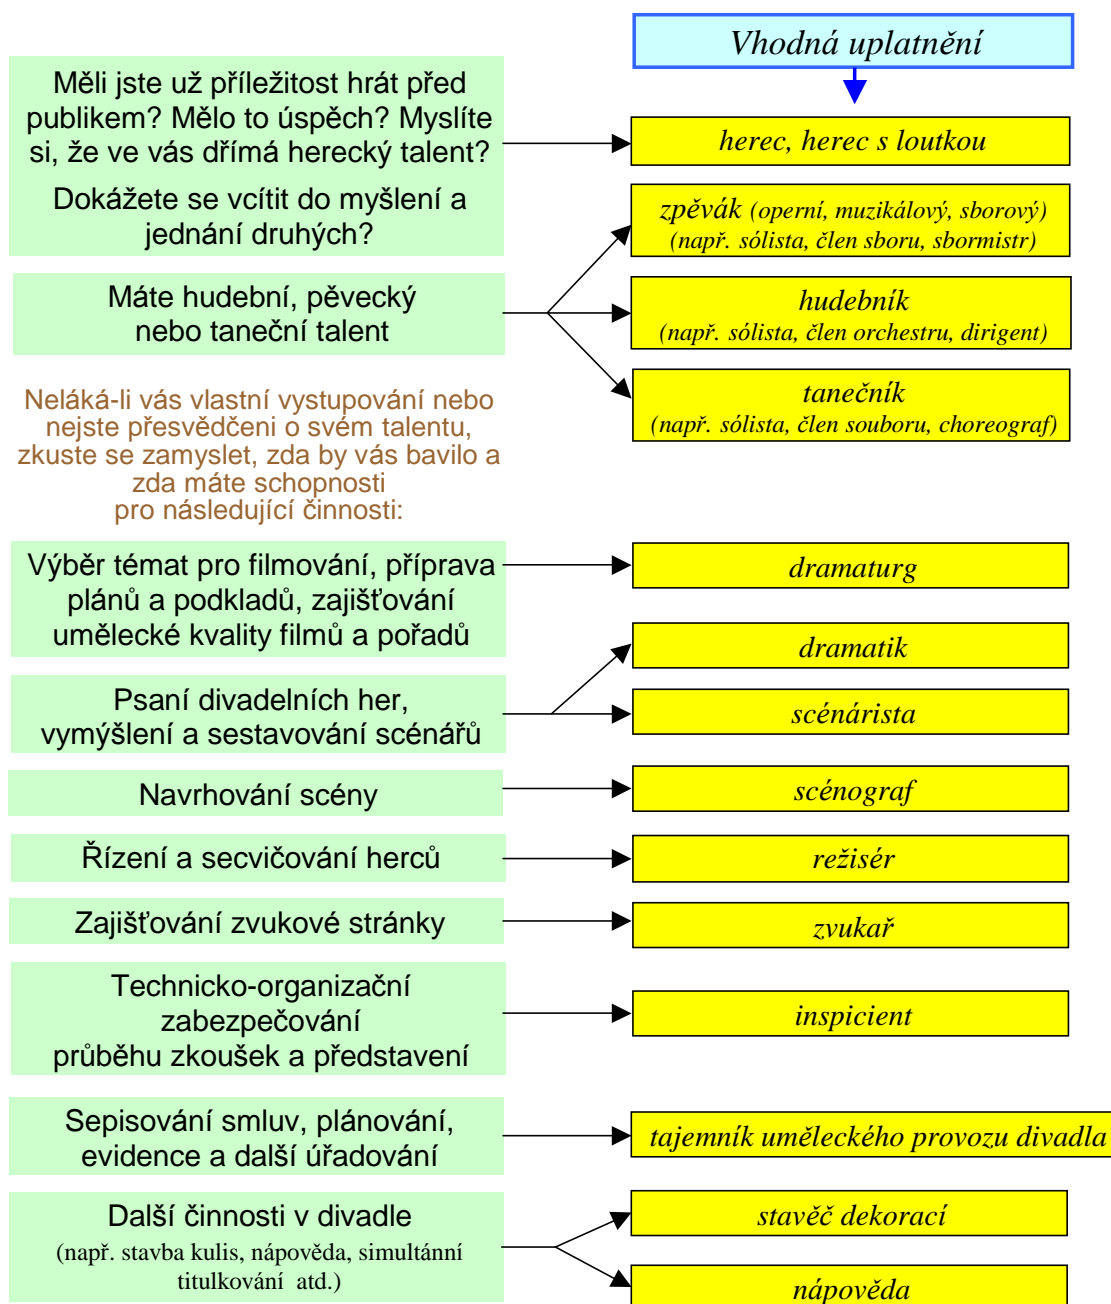 Vhodná uplatnění
Měli jste už příležitost hrát před
publikem? Mělo to úspěch? Myslíte
si, že ve vás dřímá herecký talent?
Dokážete se vcítit do myšlení a
jednání druhých?
herec, herec s loutkou
Máte hudební, pěvecký
nebo taneční talent
zpěvák (operní, muzikálový, sborový)
(např. sólista, člen sboru, sbormistr)
hudebník
(např. sólista, člen orchestru, dirigent)
tanečník
(např. sólista, člen souboru, choreograf)
Neláká-li vás vlastní vystupování nebo
nejste přesvědčeni o svém talentu,
zkuste se zamyslet, zda by vás bavilo a
zda máte schopnosti
pro následující činnosti:
Výběr témat pro filmování, příprava
plánů a podkladů, zajišťování
umělecké kvality filmů a pořadů
dramaturg
Psaní divadelních her,
vymýšlení a sestavování scénářů
dramatik
scénárista
Navrhování scény
scénograf
Řízení a secvičování herců
režisér
Zajišťování zvukové stránky
zvukař
Technicko-organizační
zabezpečování
průběhu zkoušek a představení
inspicient
Sepisování smluv, plánování,
evidence a další úřadování
tajemník uměleckého provozu divadla
Další činnosti v divadle
(např. stavba kulis, nápověda, simultánní
titulkování atd.)
stavěč dekorací
nápověda